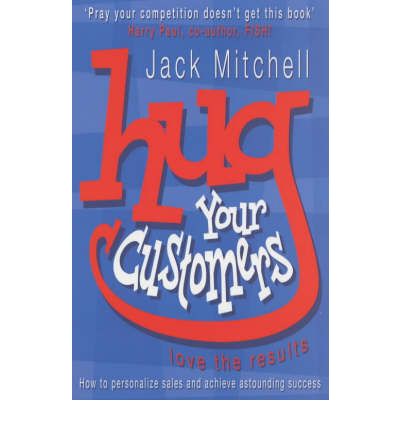 'Pray your competition doesn't get this book'
Harry Paul, co-author, FISH!
Jack Mitchell
hug
Your
Customers
love the results
How to personalize sales and achieve astounding success